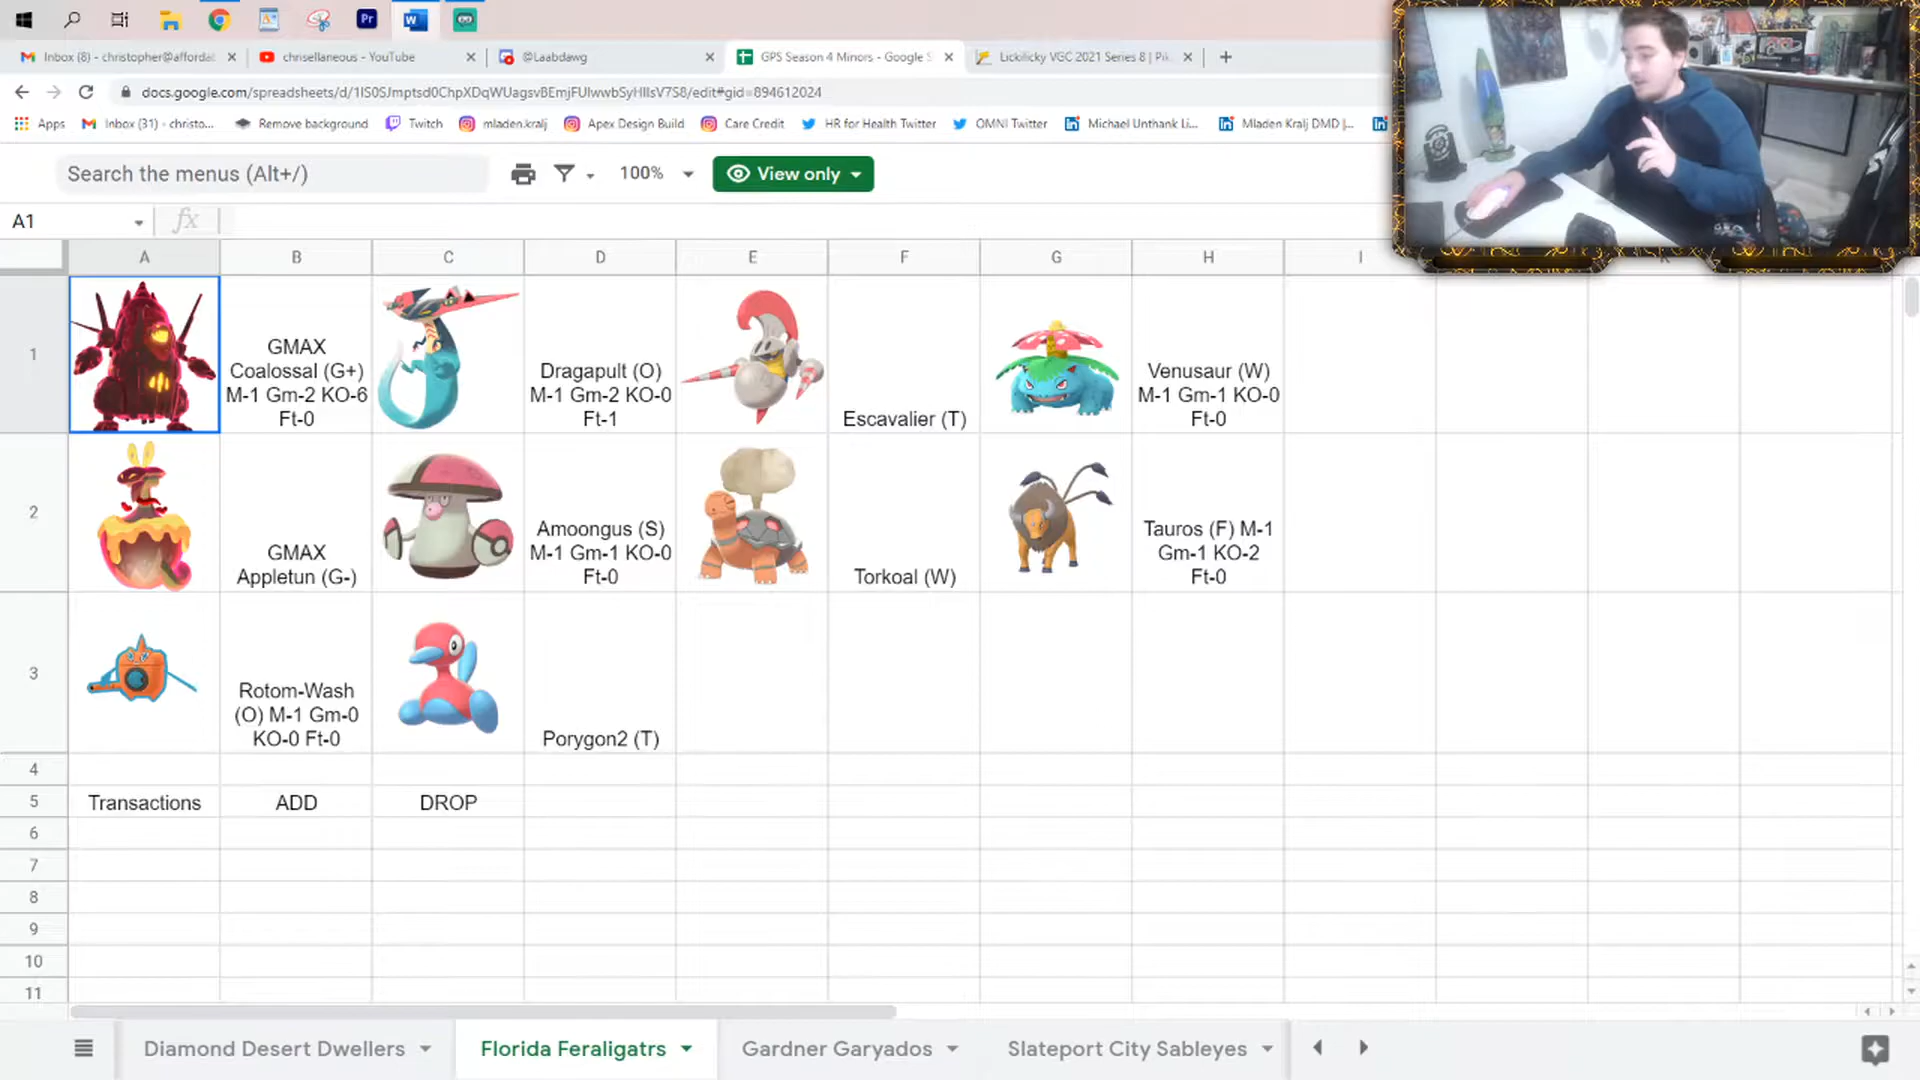 Inbox (8) - christopher@affordat
chrisellaneous - YouTube
@Laabdawg
GPS Season 4 Minors - Google S
Lickilicky VGC 2021 Series 8 | Pik
Pr
W
docs.google.com/spreadsheets/d/1IS0SJmptsd0ChpXDqWUagsvBEmjFUlwwbSyHIlsV7S8/edit#gid=894612024
Apps
Inbox (31) - christo...
Remove background
Twitch
mladen.kralj
Apex Design Build
Care Credit
HR for Health Twitter
OMNI Twitter
Michael Unthank Li...
Mladen Kralj DMD |...
Search the menus (Alt+/)
100%
View only
A1
fx
A B C D E F G H I
1
GMAX
Coalossal (G+)
M-1 Gm-2 KO-6
Ft-0
Dragapult (O)
M-1 Gm-2 KO-0
Ft-1
Escavalier (T)
Venusaur (W)
M-1 Gm-1 KO-0
Ft-0
2
GMAX
Appletun (G-)
Amoongus (S)
M-1 Gm-1 KO-0
Ft-0
Torkoal (W)
Tauros (F) M-1
Gm-1 KO-2
Ft-0
3
Rotom-Wash
(O) M-1 Gm-0
KO-0 Ft-0
Porygon2 (T)
4
5 Transactions ADD DROP
6
7
8
9
10
11
Diamond Desert Dwellers
Florida Feraligatrs
Gardner Garyados
Slateport City Sableyes